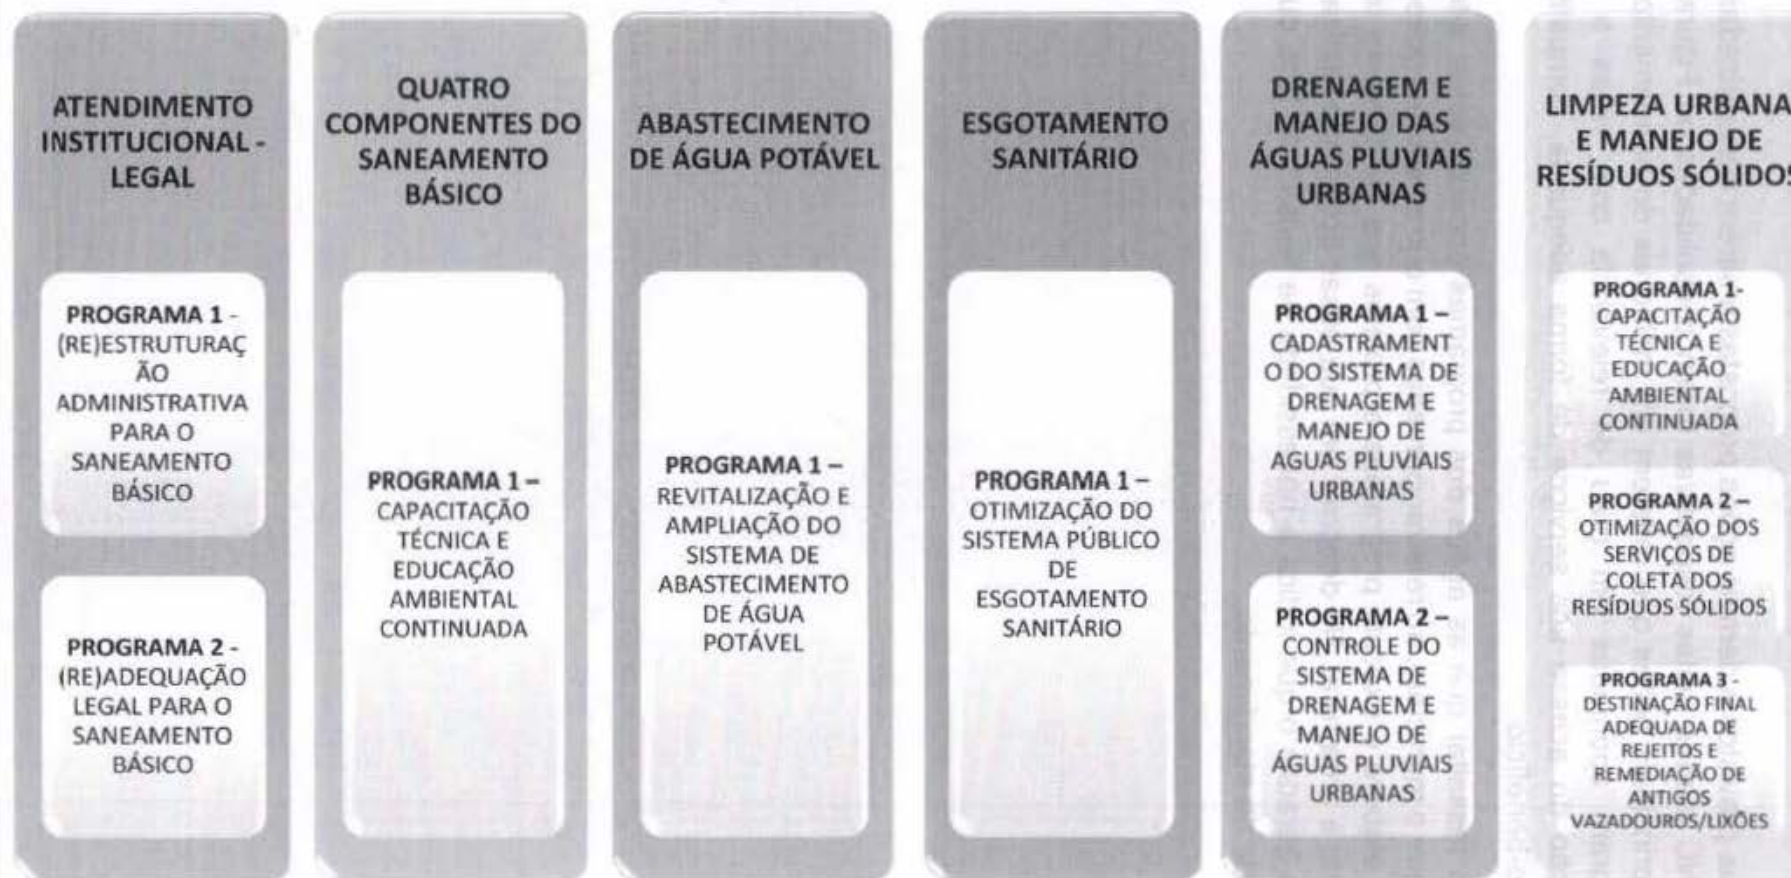 ATENDIMENTO
INSTITUCIONAL -
LEGAL
PROGRAMA 1 -
(RE)ESTRUTURAÇ
ÃO
ADMINISTRATIVA
PARA O
SANEAMENTO
BÁSICO
PROGRAMA 2 -
(RE)ADEQUAÇÃO
LEGAL PARA O
SANEAMENTO
BÁSICO
QUATRO
COMPONENTES DO
SANEAMENTO
BÁSICO
PROGRAMA 1 –
CAPACITAÇÃO
TÉCNICA E
EDUCAÇÃO
AMBIENTAL
CONTINUADA
ABASTECIMENTO
DE ÁGUA POTÁVEL
PROGRAMA 1 –
REVITALIZAÇÃO E
AMPLIAÇÃO DO
SISTEMA DE
ABASTECIMENTO
DE ÁGUA
POTÁVEL
ESGOTAMENTO
SANITÁRIO
PROGRAMA 1 –
OTIMIZAÇÃO DO
SISTEMA PÚBLICO
DE
ESGOTAMENTO
SANITÁRIO
DRENAGEM E
MANEJO DAS
ÁGUAS PLUVIAIS
URBANAS
PROGRAMA 1 –
CADASTRAMENT
O DO SISTEMA DE
DRENAGEM E
MANEJO DE
AGUAS PLUVIAIS
URBANAS
PROGRAMA 2 –
CONTROLE DO
SISTEMA DE
DRENAGEM E
MANEJO DE
ÁGUAS PLUVIAIS
URBANAS
LIMPEZA URBANA
E MANEJO DE
RESÍDUOS SÓLIDOS
PROGRAMA 1-
CAPACITAÇÃO
TÉCNICA E
EDUCAÇÃO
AMBIENTAL
CONTINUADA
PROGRAMA 2 –
OTIMIZAÇÃO DOS
SERVIÇOS DE
COLETA DOS
RESÍDUOS SÓLIDOS
PROGRAMA 3 -
DESTINAÇÃO FINAL
ADEQUADA DE
REJEITOS E
REMEDIAÇÃO DE
ANTIGOS
VAZADOUROS/LIXÕES